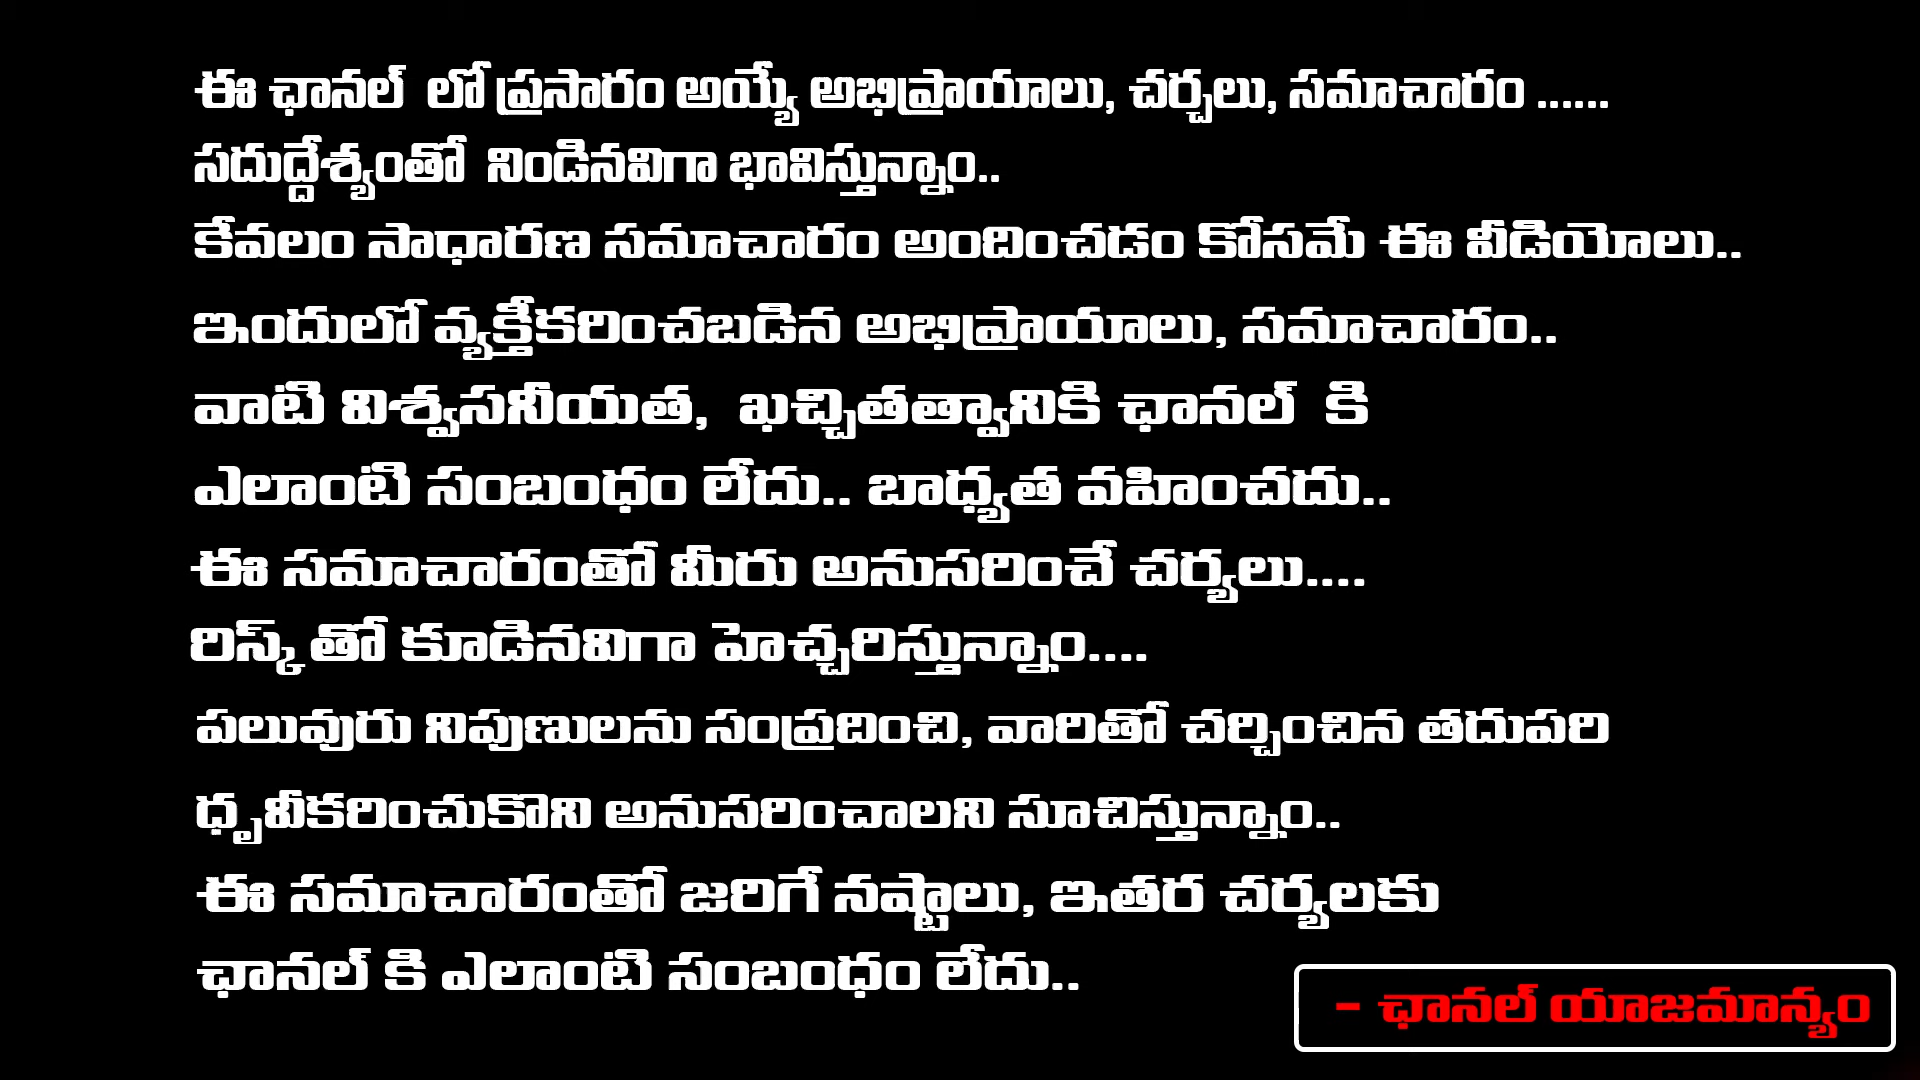 ఈ ఛానల్ లో ప్రసారం అయ్యే అభిప్రాయాలు, చర్చలు, సమాచారం ......
సదుద్దేశ్యంతో నిండినవిగా భావిస్తున్నాం..
కేవలం సాధారణ సమాచారం అందించడం కోసమే ఈ వీడియోలు..
ఇందులో వ్యక్తీకరించబడిన అభిప్రాయాలు, సమాచారం..
వాటి విశ్వసనీయత, ఖచ్చితత్వానికి ఛానల్ కి
ఎలాంటి సంబంధం లేదు.. బాధ్యత వహించదు..
ఈ సమాచారంతో మీరు అనుసరించే చర్యలు....
రిస్క్ తో కూడినవిగా హెచ్చరిస్తున్నాం....
పలువురు నిపుణులను సంప్రదించి, వారితో చర్చించిన తదుపరి
ధృవీకరించుకొని అనుసరించాలని సూచిస్తున్నాం..
ఈ సమాచారంతో జరిగే నష్టాలు, ఇతర చర్యలకు
ఛానల్ కి ఎలాంటి సంబంధం లేదు..
- ఛానల్ యాజమాన్యం